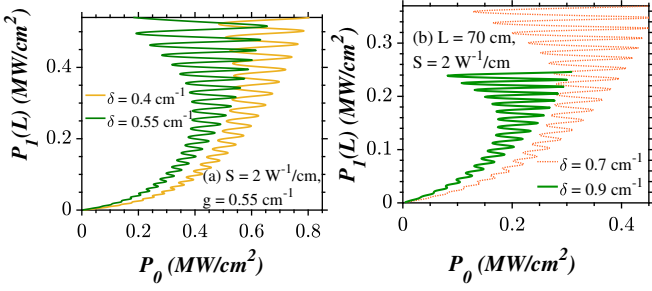 P₁(L) (MW/cm²)
0.4
0.2
0
δ = 0.4 cm⁻¹
δ = 0.55 cm⁻¹
(a) S = 2 W⁻¹/cm,
g = 0.55 cm⁻¹
0 0.2 0.4 0.6 0.8
P₀ (MW/cm²)
P₁(L) (MW/cm²)
0.3
0.2
0.1
0
(b) L = 70 cm,
S = 2 W⁻¹/cm
δ = 0.7 cm⁻¹
δ = 0.9 cm⁻¹
0 0.2 0.4
P₀ (MW/cm²)